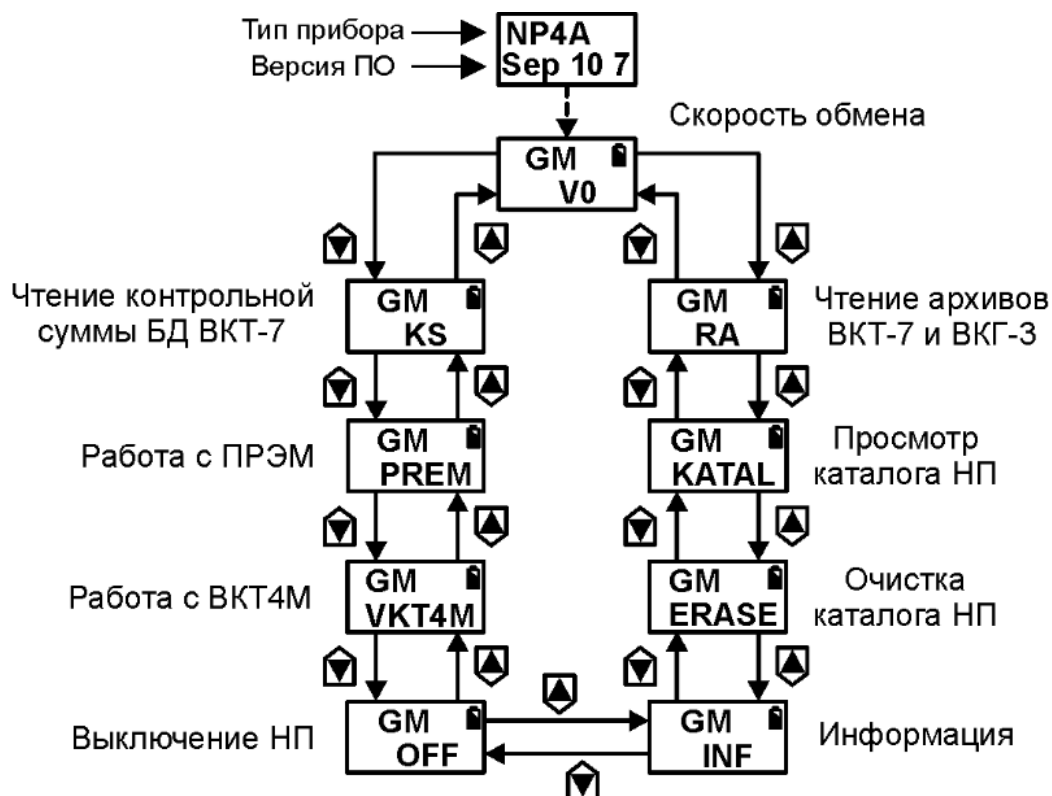 Тип прибора
Версия ПО
NP4A
Sep 10 7
Скорость обмена
GM
V0
Чтение контрольной
суммы БД ВКТ-7
GM
KS
GM
RA
Чтение архивов
ВКТ-7 и ВКГ-3
Работа с ПРЭМ
GM
PREM
GM
KATAL
Просмотр
каталога НП
Работа с ВКТ4М
GM
VKT4M
GM
ERASE
Очистка
каталога НП
Выключение НП
GM
OFF
GM
INF
Информация